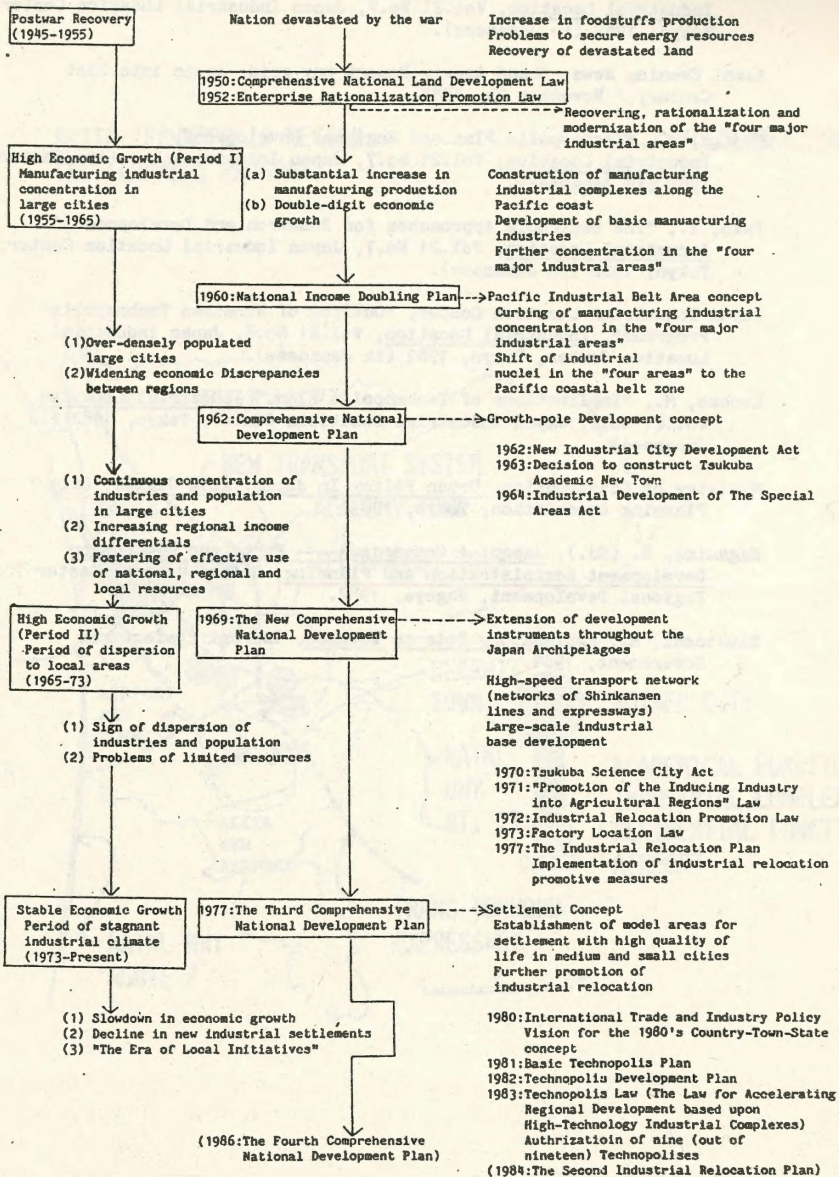 Postwar Recovery
(1945-1955)
Nation devastated by the war
Increase in foodstuffs production
Problems to secure energy resources
Recovery of devastated land
1950:Comprehensive National Land Development Law
1952:Enterprise Rationalization Promotion Law
Recovering, rationalization and
modernization of the "four major
industrial areas"
High Economic Growth (Period I)
Manufacturing industrial
concentration in
large cities
(1955-1965)
(a) Substantial increase in
manufacturing production
(b) Double-digit economic
growth
Construction of manufacturing
industrial complexes along the
Pacific coast
Development of basic manuacturing
industries
Further concentration in the "four
major industral areas"
1960:National Income Doubling Plan
Pacific Industrial Belt Area concept
Curbing of manufacturing industrial
concentration in the "four major
industrial areas"
Shift of industrial
nuclei in the "four areas" to the
Pacific coastal belt zone
(1)Over-densely populated
large cities
(2)Widening economic Discrepancies
between regions
1962:Comprehensive National
Development Plan
Growth-pole Development concept
1962:New Industrial City Development Act
1963:Decision to construct Tsukuba
Academic New Town
1964:Industrial Development of The Special
Areas Act
(1) Continuous concentration of
industries and population
in large cities
(2) Increasing regional income
differentials
(3) Fostering of effective use
of national, regional and
local resources
High Economic Growth
(Period II)
Period of dispersion
to local areas
(1965-73)
1969:The New Comprehensive
National Development
Plan
Extension of development
instruments throughout the
Japan Archipelagoes
High-speed transport network
(networks of Shinkansen
lines and expressways)
Large-scale industrial
base development
(1) Sign of dispersion of
industries and population
(2) Problems of limited resources
1970:Tsukuba Science City Act
1971:"Promotion of the Inducing Industry
into Agricultural Regions" Law
1972:Industrial Relocation Promotion Law
1973:Factory Location Law
1977:The Industrial Relocation Plan
Implementation of industrial relocation
promotive measures
Stable Economic Growth
Period of stagnant
industrial climate
(1973-Present)
1977:The Third Comprehensive
National Development Plan
Settlement Concept
Establishment of model areas for
settlement with high quality of
life in medium and small cities
Further promotion of
industrial relocation
(1) Slowdown in economic growth
(2) Decline in new industrial settlements
(3) "The Era of Local Initiatives"
1980:International Trade and Industry Policy
Vision for the 1980's Country-Town-State
concept
1981:Basic Technopolis Plan
1982:Technopolis Development Plan
1983:Technopolis Law (The Law for Accelerating
Regional Development based upon
High-Technology Industrial Complexes)
Authrizatioin of nine (out of
nineteen) Technopolises
(1984:The Second Industrial Relocation Plan)
(1986:The Fourth Comprehensive
National Development Plan)